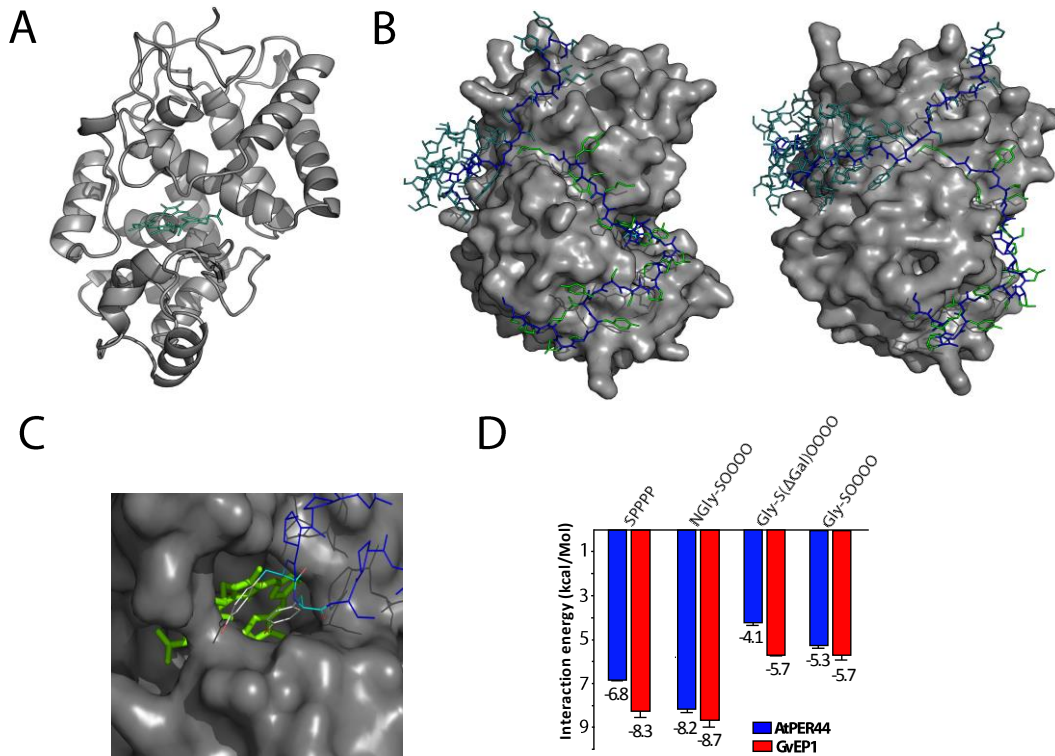 A
B
C
D
SPPPP
NGly-SOOOO
Gly-S(ΔGal)OOOO
Gly-SOOOO
Interaction energy (kcal/Mol)
1
3
5
7
9
-6.8
-8.3
-8.2
-8.7
-4.1
-5.7
-5.3
-5.7
AtPER44
GvEP1